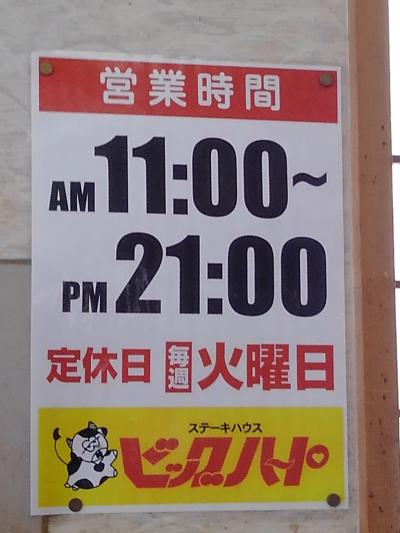 営業時間
AM 11:00~
PM 21:00
定休日 毎週 火曜日
ステーキハウス
ビッグハート